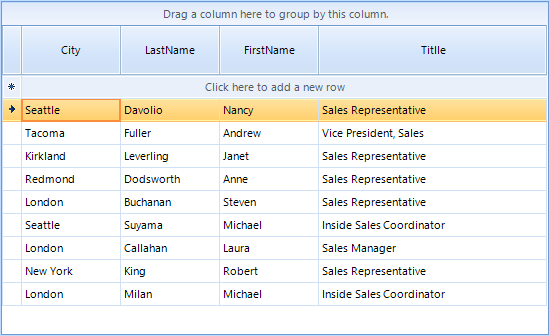 Drag a column here to group by this column.
City LastName FirstName Titlle
Click here to add a new row
Seattle Davolio Nancy Sales Representative
Tacoma Fuller Andrew Vice President, Sales
Kirkland Leverling Janet Sales Representative
Redmond Dodsworth Anne Sales Representative
London Buchanan Steven Sales Representative
Seattle Suyama Michael Inside Sales Coordinator
London Callahan Laura Sales Manager
New York King Robert Sales Representative
London Milan Michael Inside Sales Coordinator